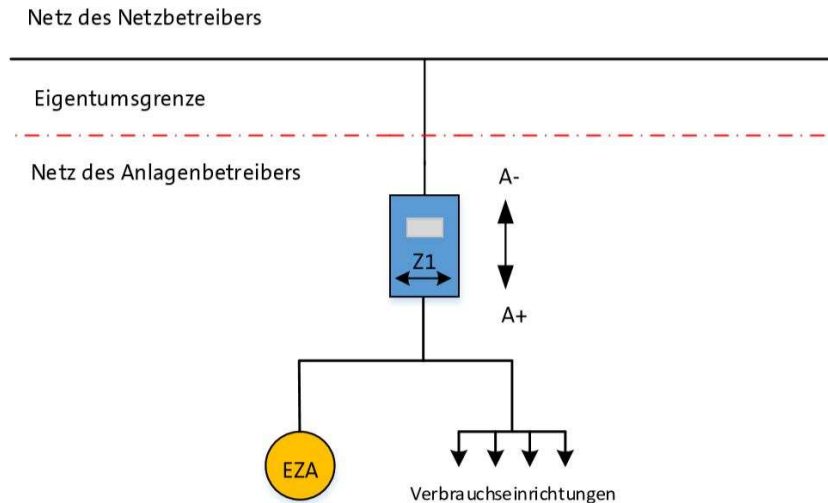 Netz des Netzbetreibers
Eigentumsgrenze
Netz des Anlagenbetreibers
A-
Z1
A+
EZA
Verbrauchseinrichtungen